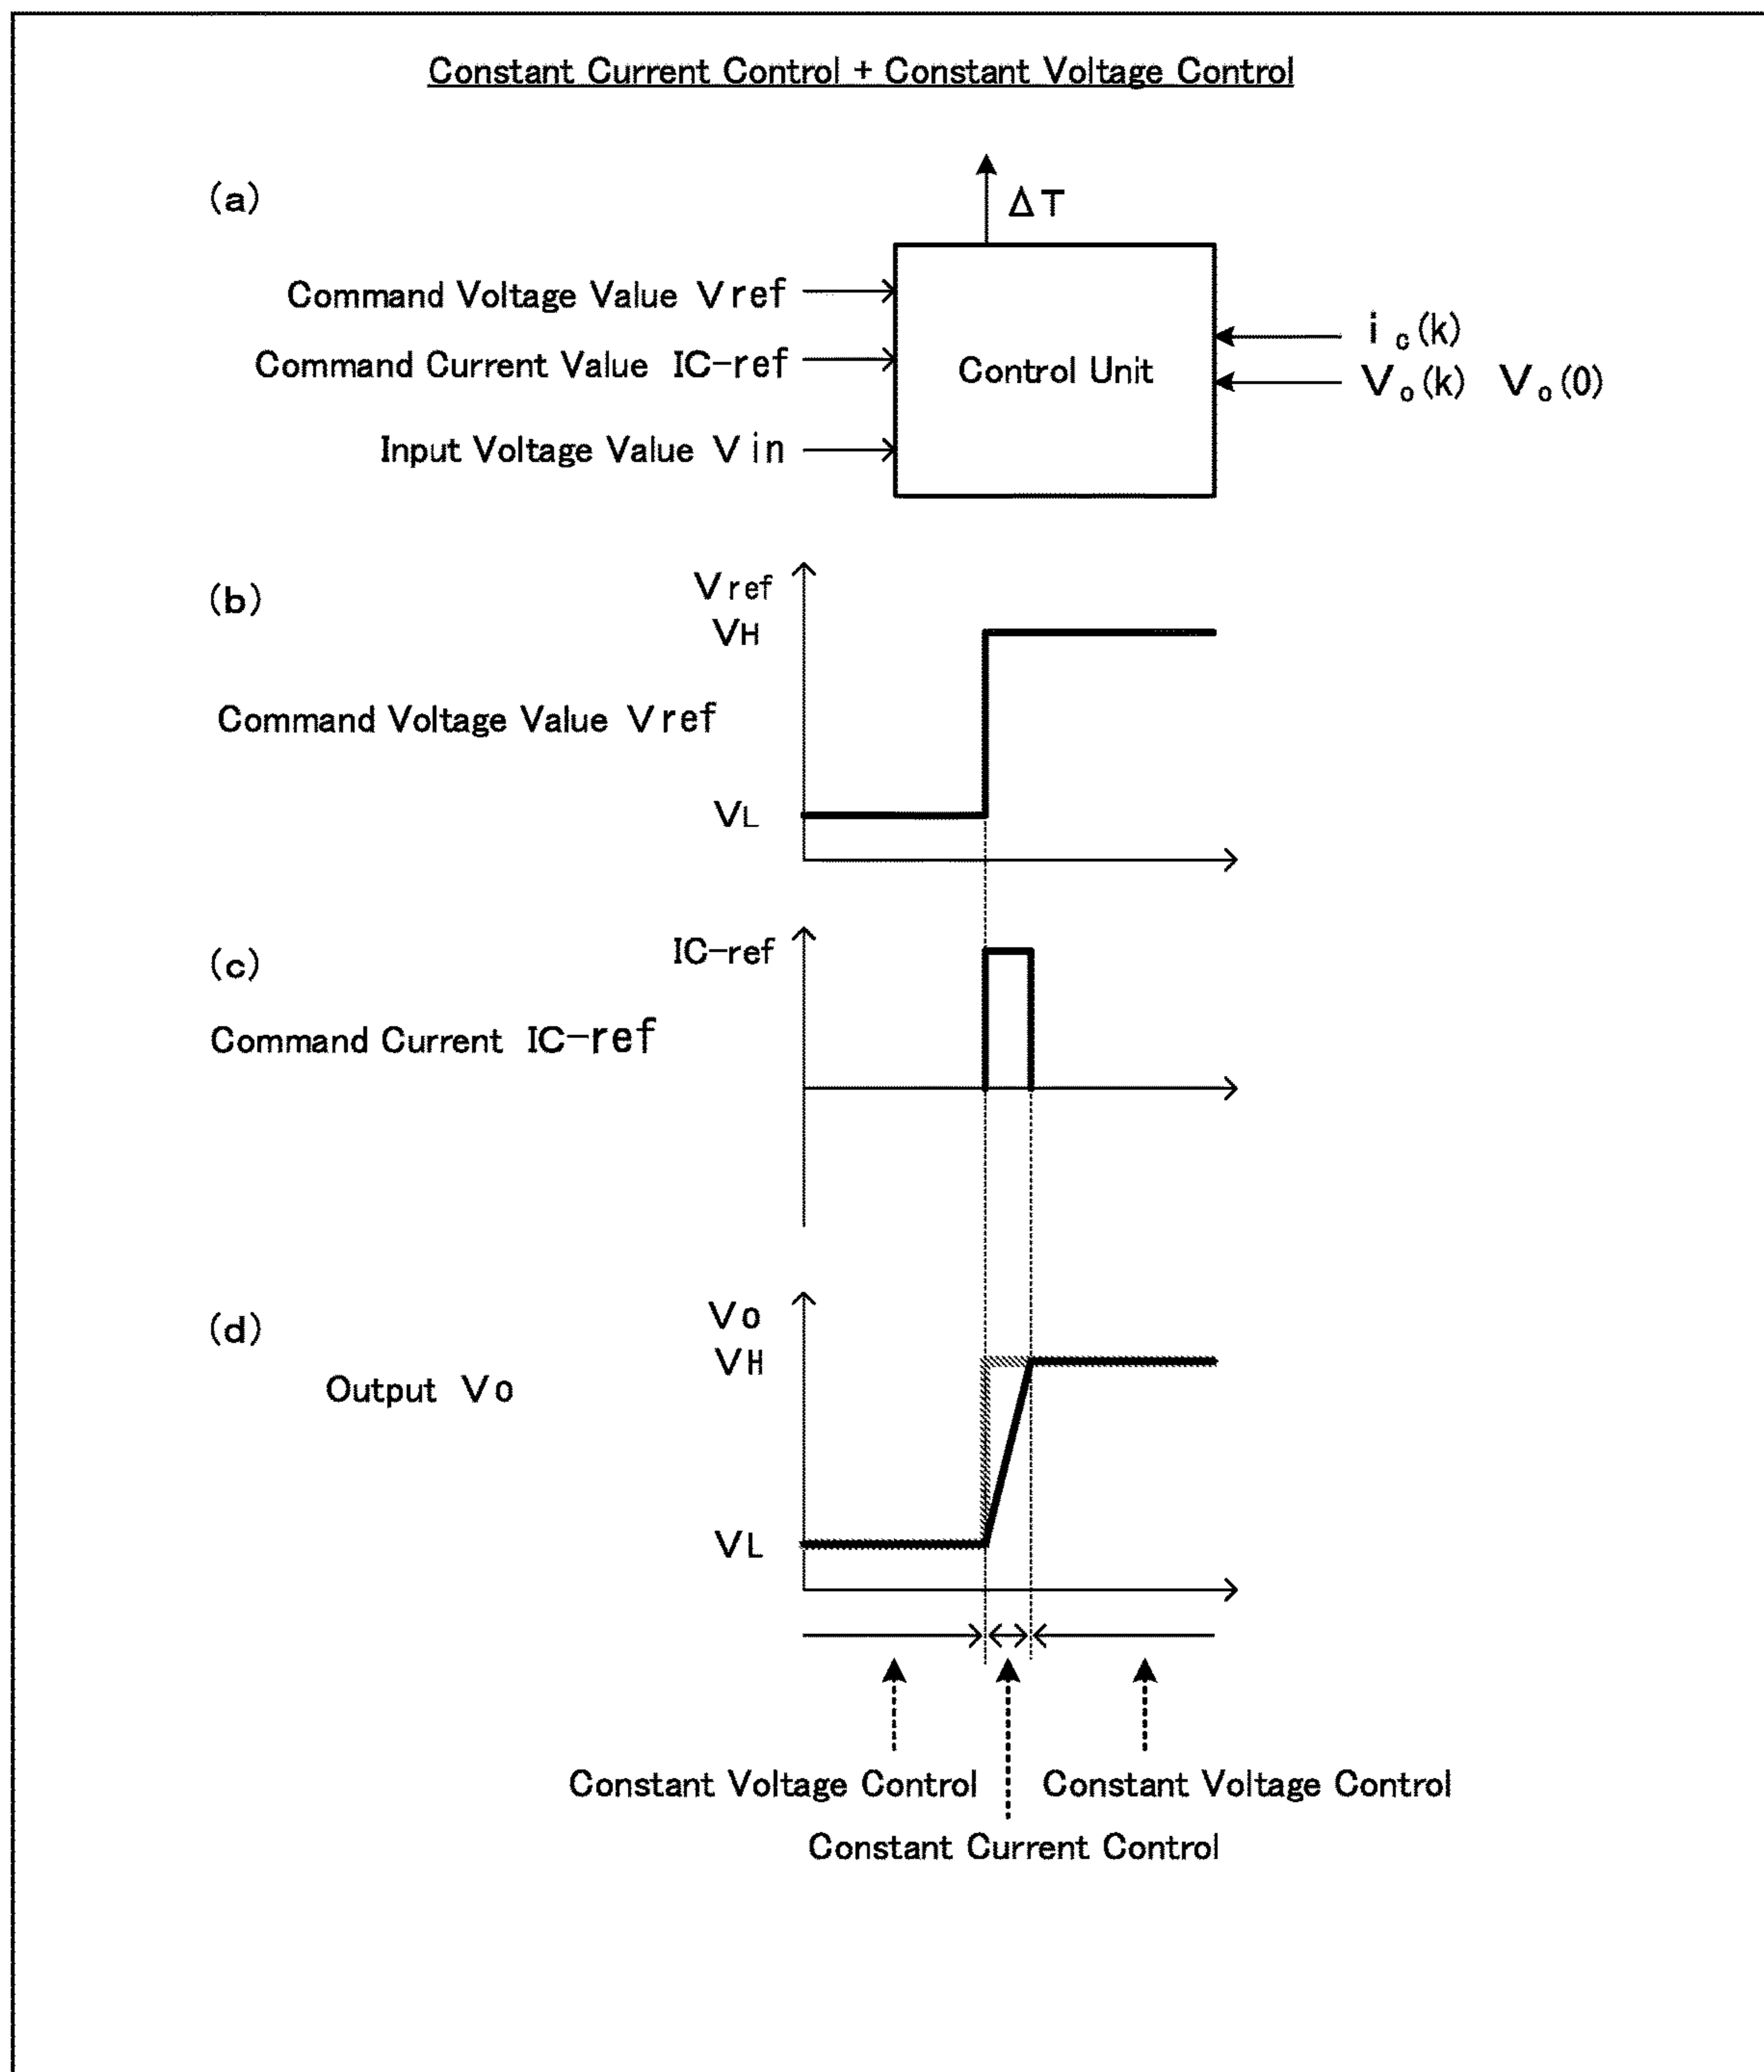 Constant Current Control + Constant Voltage Control
(a)
ΔT
Command Voltage Value Vref
Command Current Value IC-ref
Input Voltage Value Vin
Control Unit
ic(k)
Vo(k) Vo(0)
(b)
Vref
VH
Command Voltage Value Vref
VL
(c)
IC-ref
Command Current IC-ref
(d)
Vo
VH
Output Vo
VL
Constant Voltage Control
Constant Voltage Control
Constant Current Control